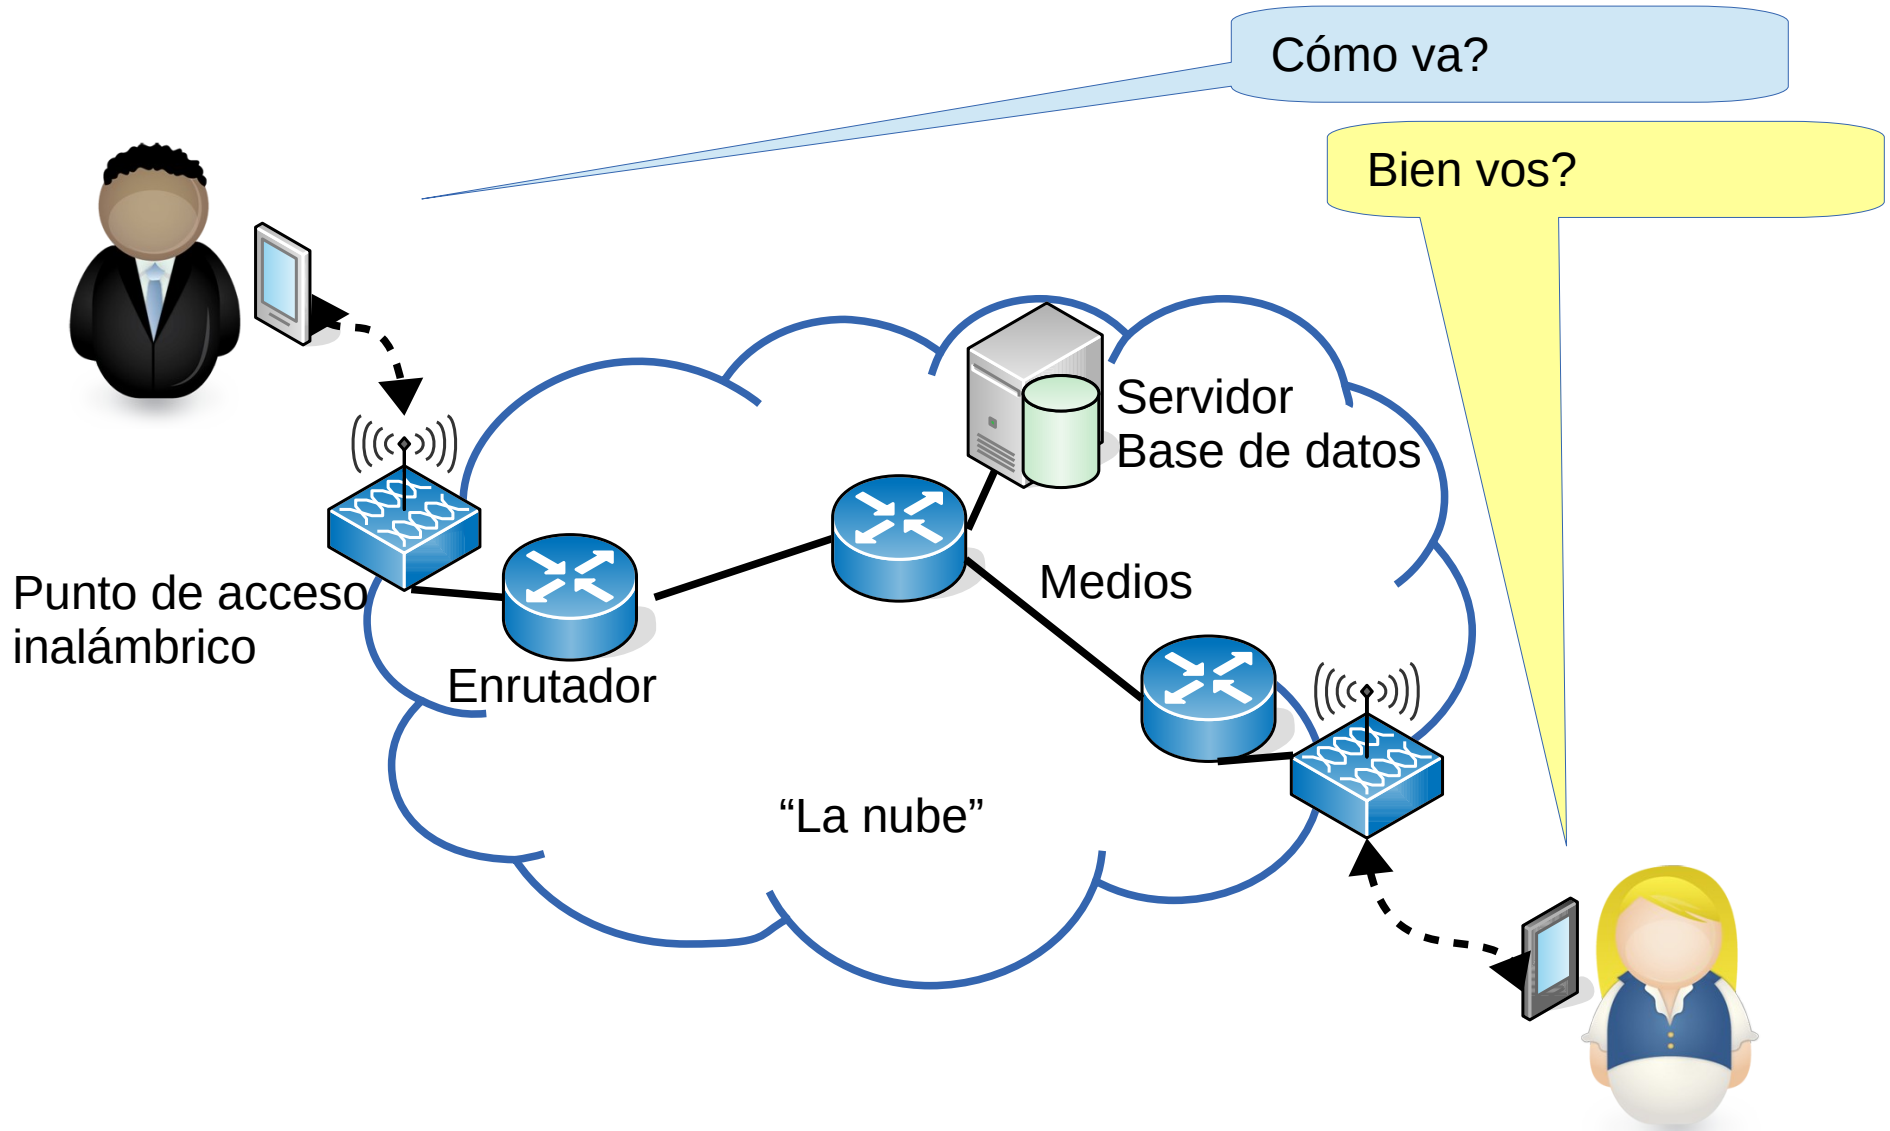 Cómo va?
Bien vos?
Servidor
Base de datos
Medios
Punto de acceso
inalámbrico
Enrutador
“La nube”